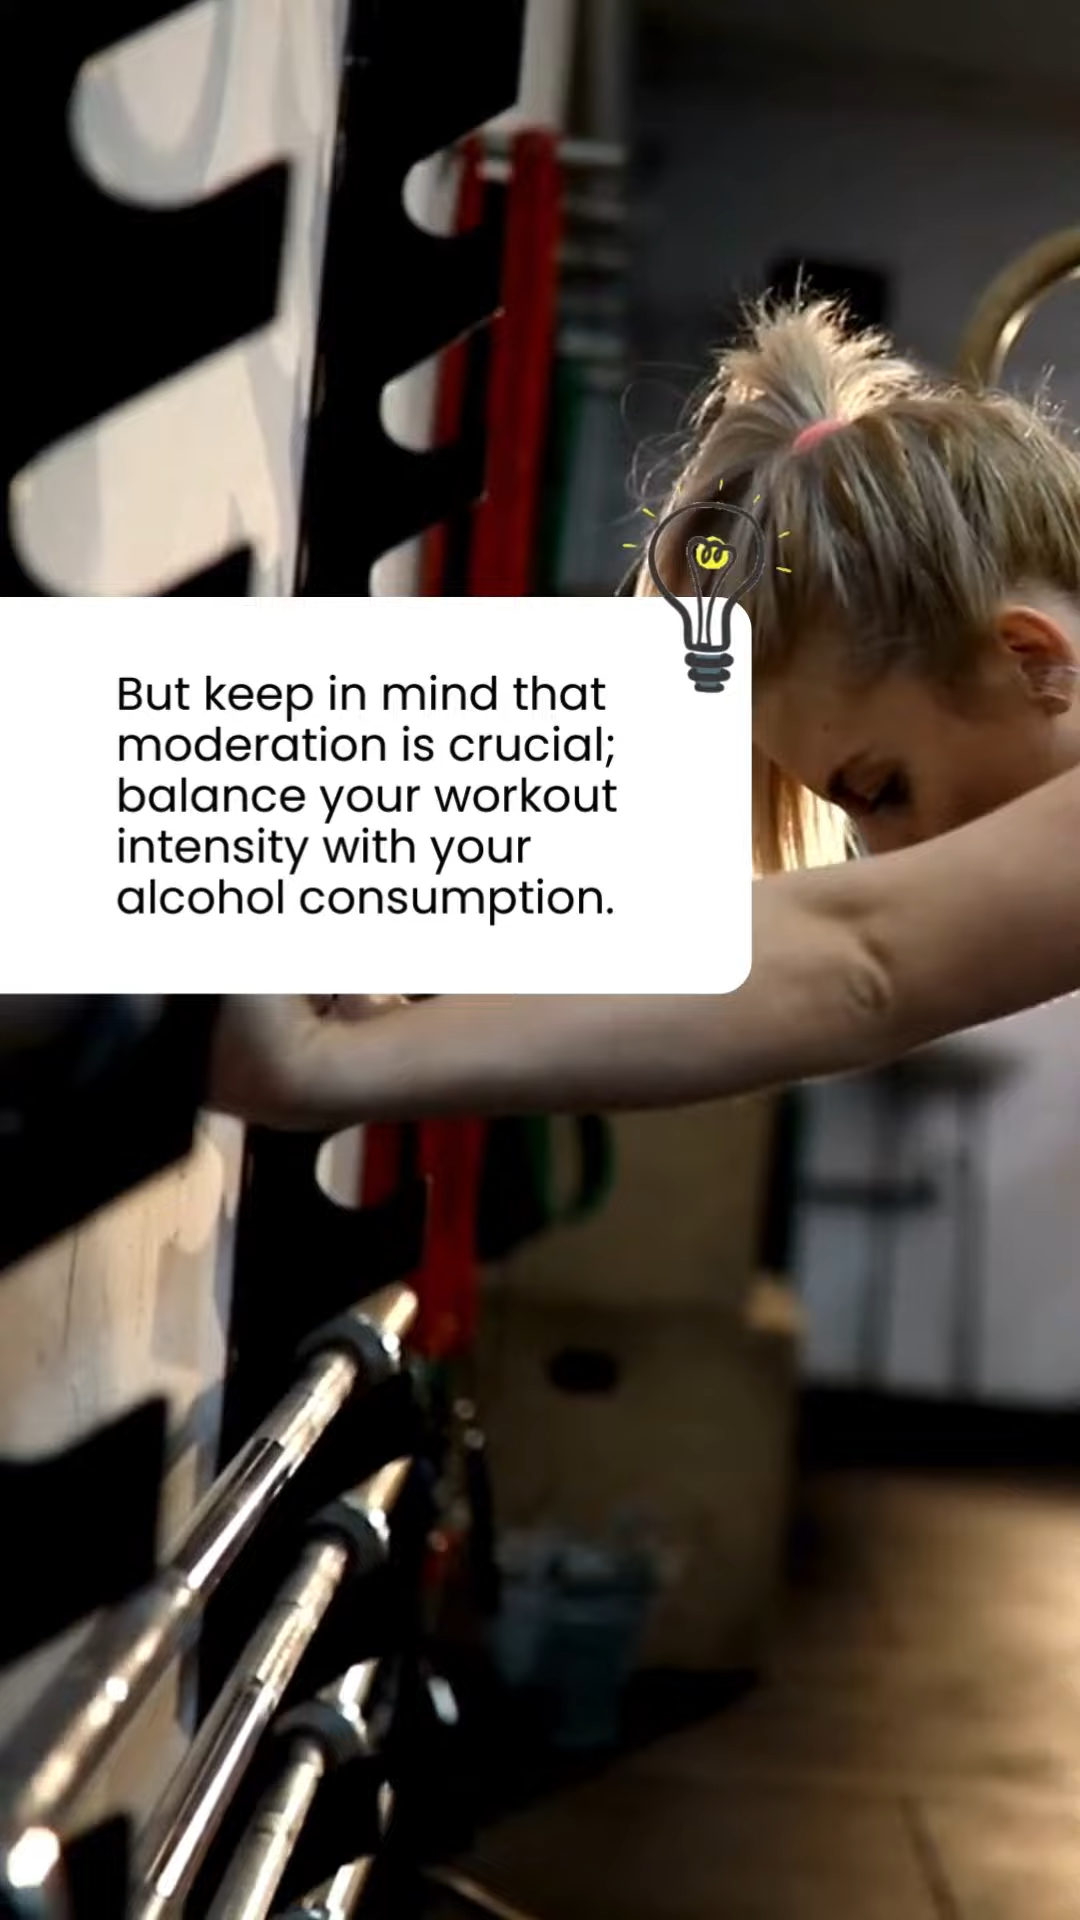 But keep in mind that
moderation is crucial;
balance your workout
intensity with your
alcohol consumption.